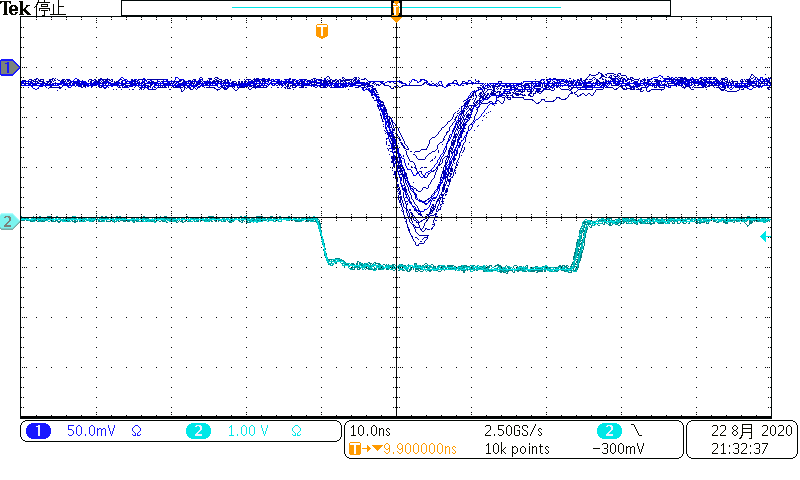 Tek 停止
T
1
2
1 50.0mV Ω 2 1.00 V Ω
10.0ns 2.50GS/s 2
T→▼9.900000ns 10k points −300mV
22 8月 2020
21:32:37